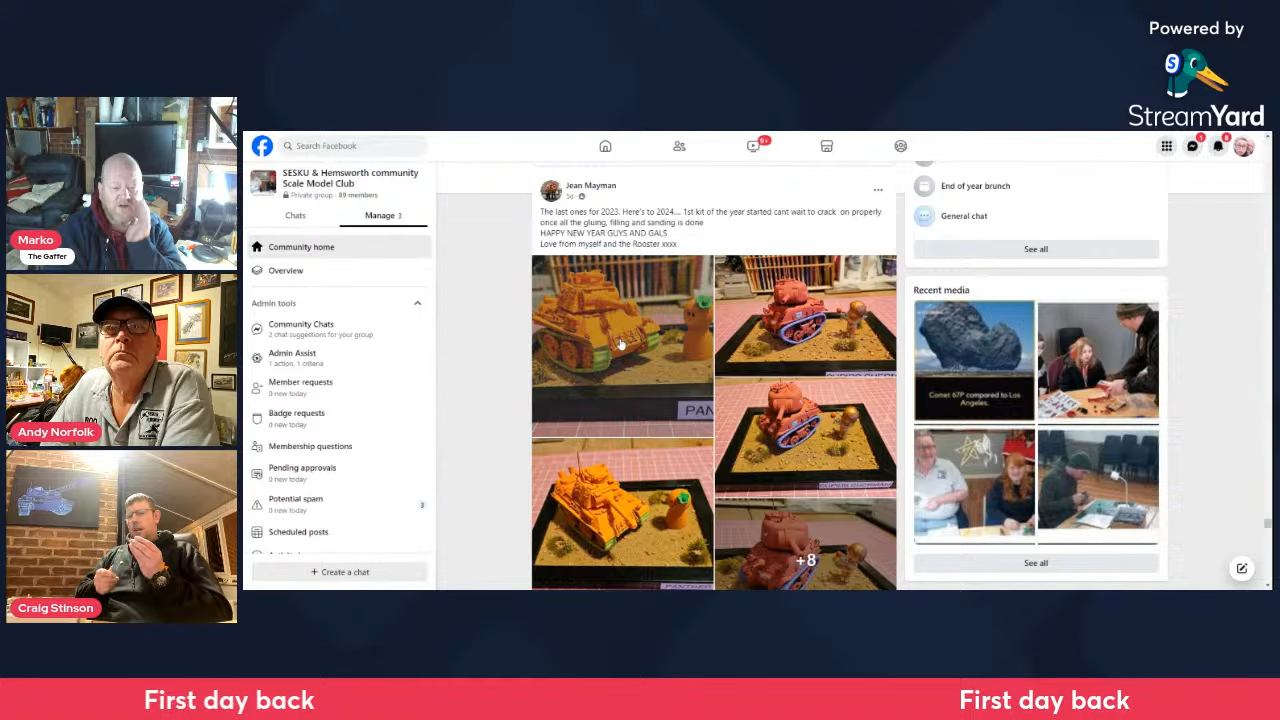 Powered by
StreamYard
Marko
The Gaffer
Andy Norfolk
Craig Stinson
Search Facebook
9+
1
8
SESKU & Hemsworth community
Scale Model Club
Private group · 89 members
Chats
Manage 3
Community home
Overview
Admin tools
Community Chats
2 chat suggestions for your group
Admin Assist
1 action, 1 criteria
Member requests
0 new today
Badge requests
0 new today
Membership questions
Pending approvals
0 new today
Potential spam
0 new today
3
Scheduled posts
+ Create a chat
Jean Mayman
5d
The last ones for 2023. Here's to 2024.... 1st kit of the year started cant wait to crack on properly
once all the gluing, filling and sanding is done
HAPPY NEW YEAR GUYS AND GALS
Love from myself and the Rooster xxxx
PAN
PANTHER
+8
End of year brunch
General chat
See all
Recent media
Comet 67P compared to Los
Angeles.
See all
First day back
First day back